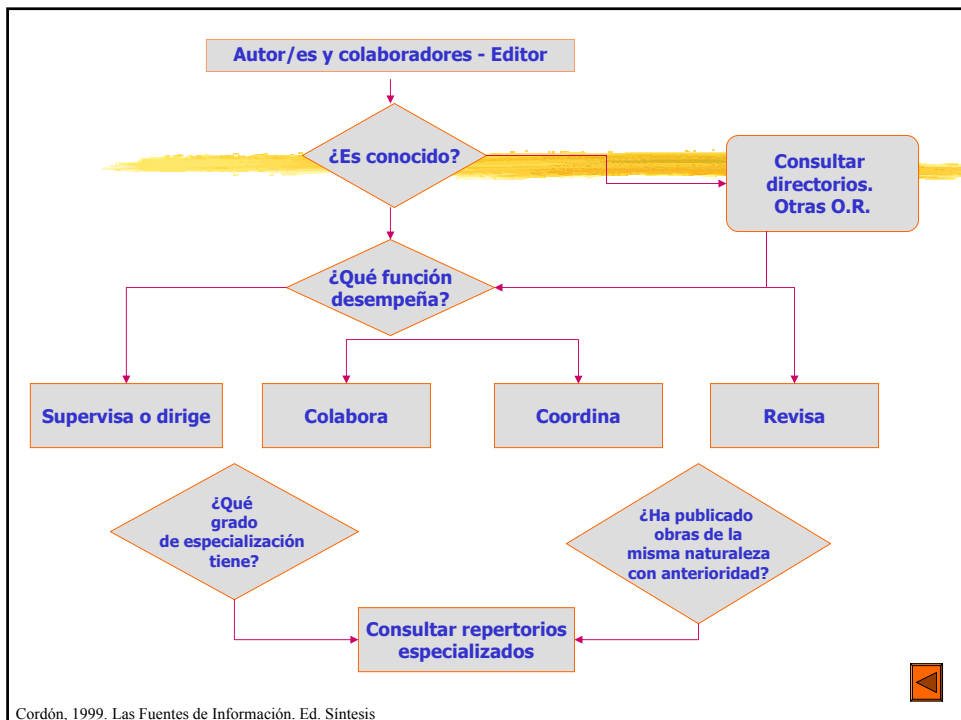 Autor/es y colaboradores - Editor
¿Es conocido?
Consultar
directorios.
Otras O.R.
¿Qué función
desempeña?
Supervisa o dirige
Colabora
Coordina
Revisa
¿Qué
grado
de especialización
tiene?
¿Ha publicado
obras de la
misma naturaleza
con anterioridad?
Consultar repertorios
especializados
Cordón, 1999. Las Fuentes de Información. Ed. Síntesis